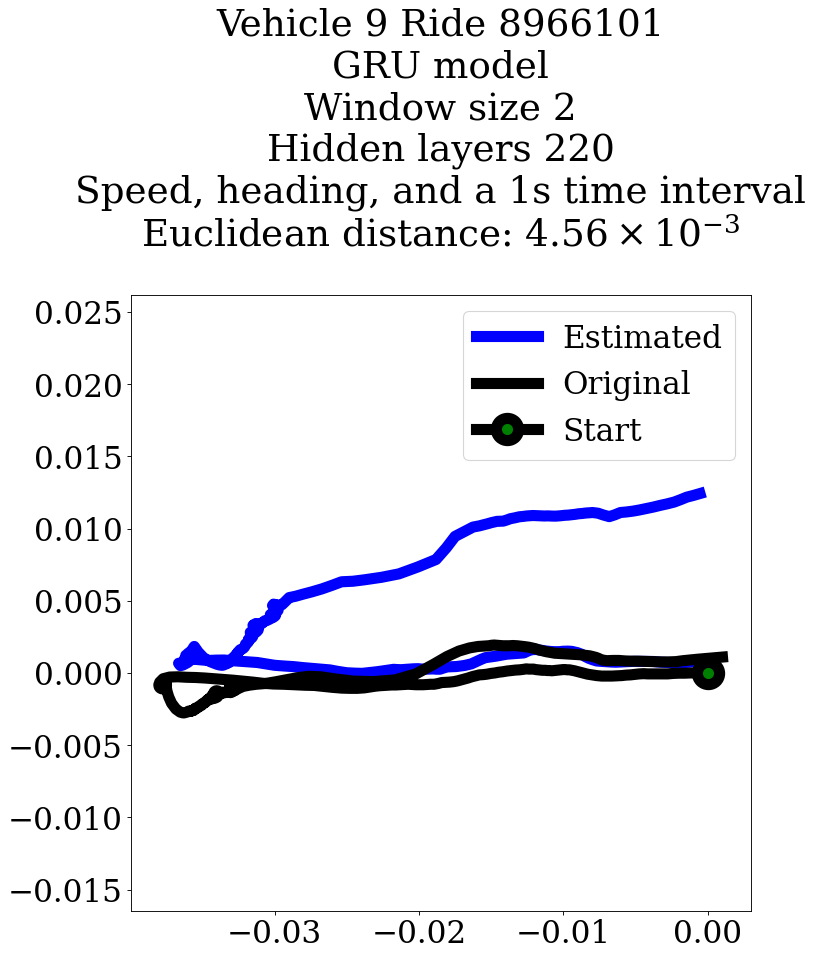 Vehicle 9 Ride 8966101
GRU model
Window size 2
Hidden layers 220
Speed, heading, and a 1s time interval
Euclidean distance: 4.56 × 10⁻³
Estimated
Original
Start
0.025
0.020
0.015
0.010
0.005
0.000
−0.005
−0.010
−0.015
−0.03 −0.02 −0.01 0.00